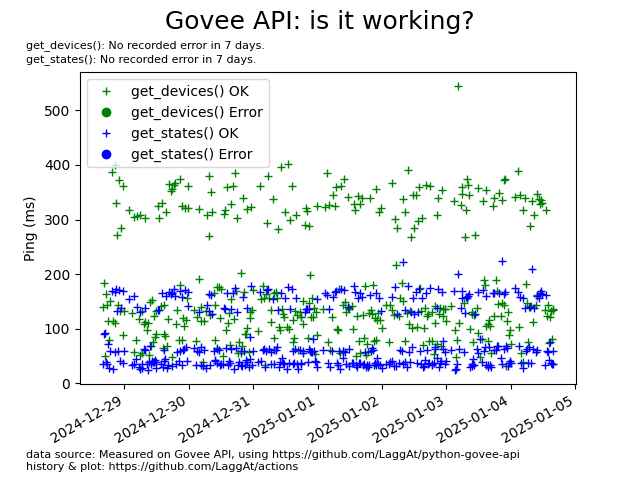 Govee API: is it working?
get_devices(): No recorded error in 7 days.
get_states(): No recorded error in 7 days.
get_devices() OK
get_devices() Error
get_states() OK
get_states() Error
Ping (ms)
500
400
300
200
100
0
2024-12-29
2024-12-30
2024-12-31
2025-01-01
2025-01-02
2025-01-03
2025-01-04
2025-01-05
data source: Measured on Govee API, using https://github.com/LaggAt/python-govee-api
history & plot: https://github.com/LaggAt/actions